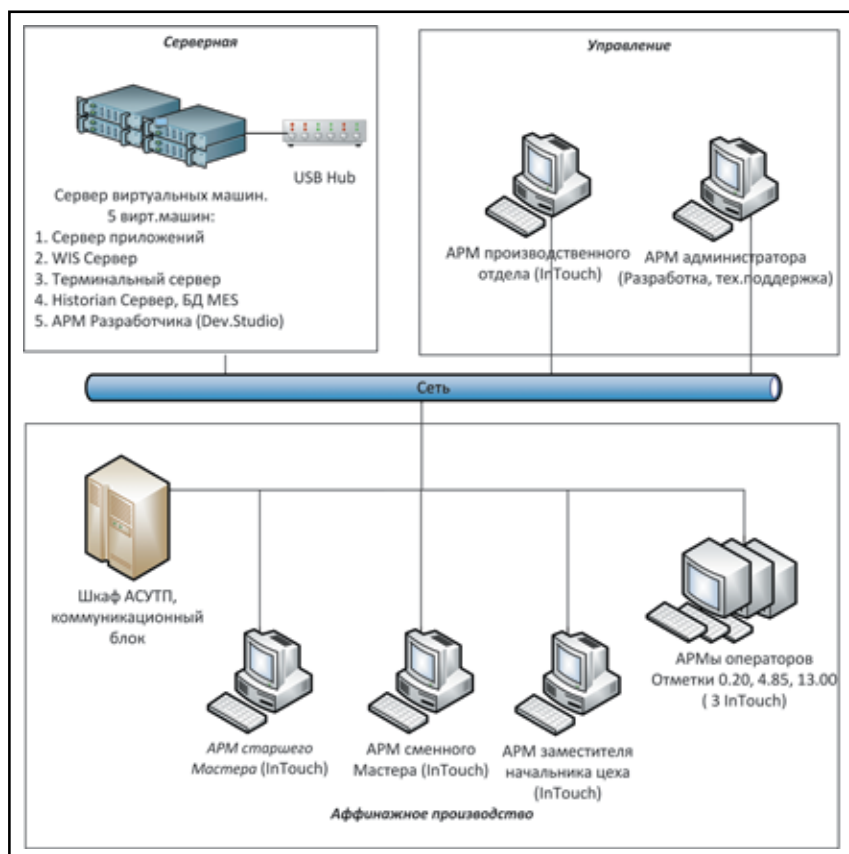 Серверная
USB Hub
Сервер виртуальных машин.
5 вирт.машин:
1. Сервер приложений
2. WIS Сервер
3. Терминальный сервер
4. Historian Сервер, БД MES
5. АРМ Разработчика (Dev.Studio)
Управление
АРМ производственного
отдела (InTouch)
АРМ администратора
(Разработка, тех.поддержка)
Сеть
Шкаф АСУТП,
коммуникационный
блок
АРМ старшего
Мастера (InTouch)
АРМ сменного
Мастера (InTouch)
АРМ заместителя
начальника цеха
(InTouch)
АРМы операторов
Отметки 0.20, 4.85, 13.00
( 3 InTouch)
Аффинажное производство